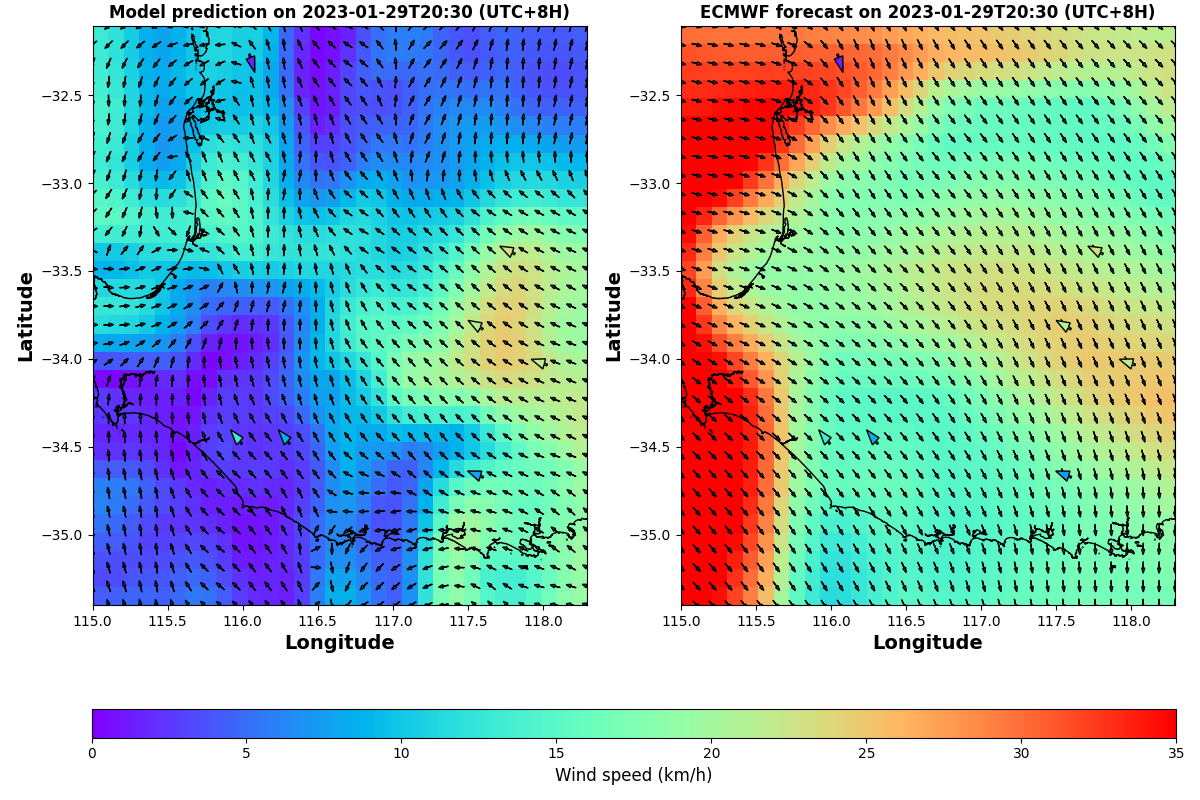 Model prediction on 2023-01-29T20:30 (UTC+8H)
ECMWF forecast on 2023-01-29T20:30 (UTC+8H)
Latitude
−32.5
−33.0
−33.5
−34.0
−34.5
−35.0
115.0 115.5 116.0 116.5 117.0 117.5 118.0
Longitude
Latitude
−32.5
−33.0
−33.5
−34.0
−34.5
−35.0
115.0 115.5 116.0 116.5 117.0 117.5 118.0
Longitude
0 5 10 15 20 25 30 35
Wind speed (km/h)